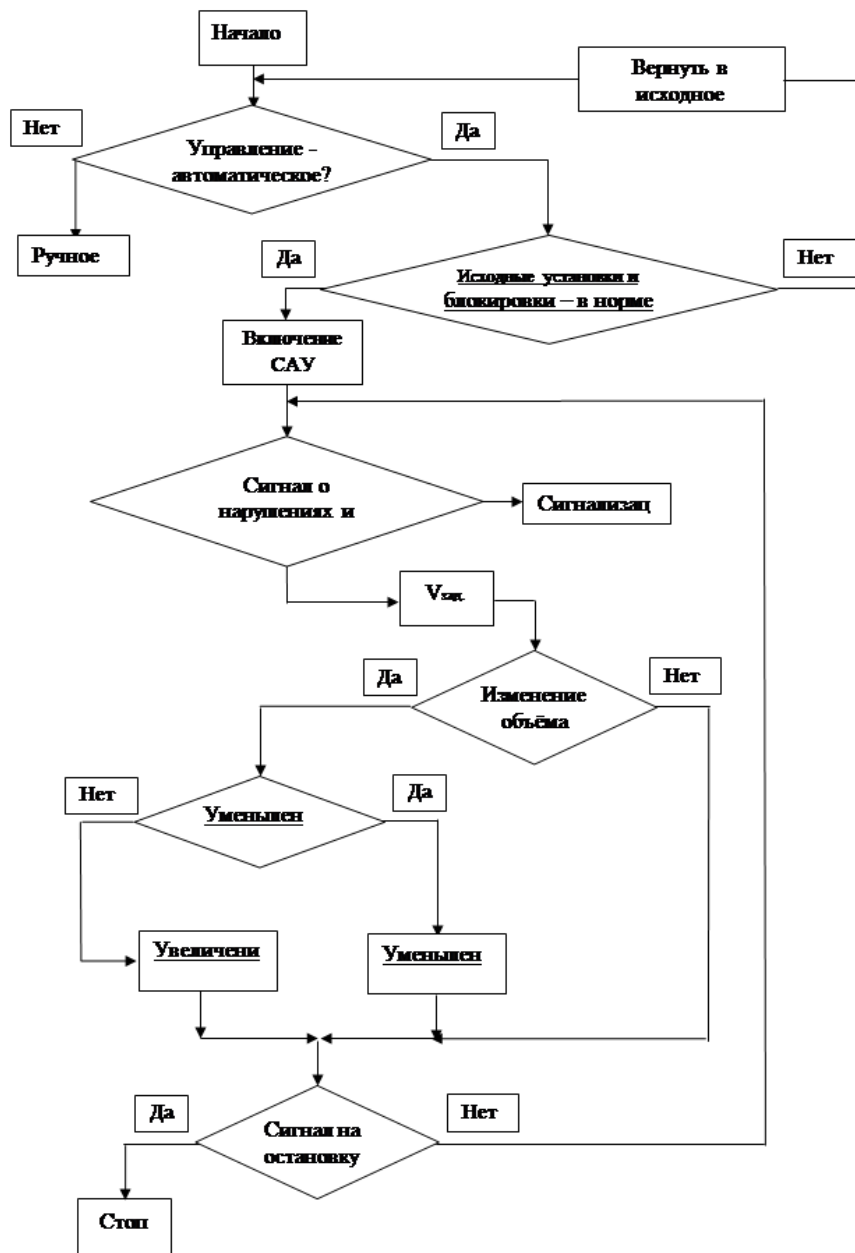 Начало
Вернуть в
исходное
Нет
Да
Управление -
автоматическое?
Ручное
Да
Нет
Исходные установки и
блокировки – в норме
Включение
САУ
Сигнал о
нарушениях и
Сигнализац
Vзад.
Да
Нет
Изменение
объёма
Нет
Да
Уменьшен
Увеличени
Уменьшен
Да
Нет
Сигнал на
остановку
Стоп